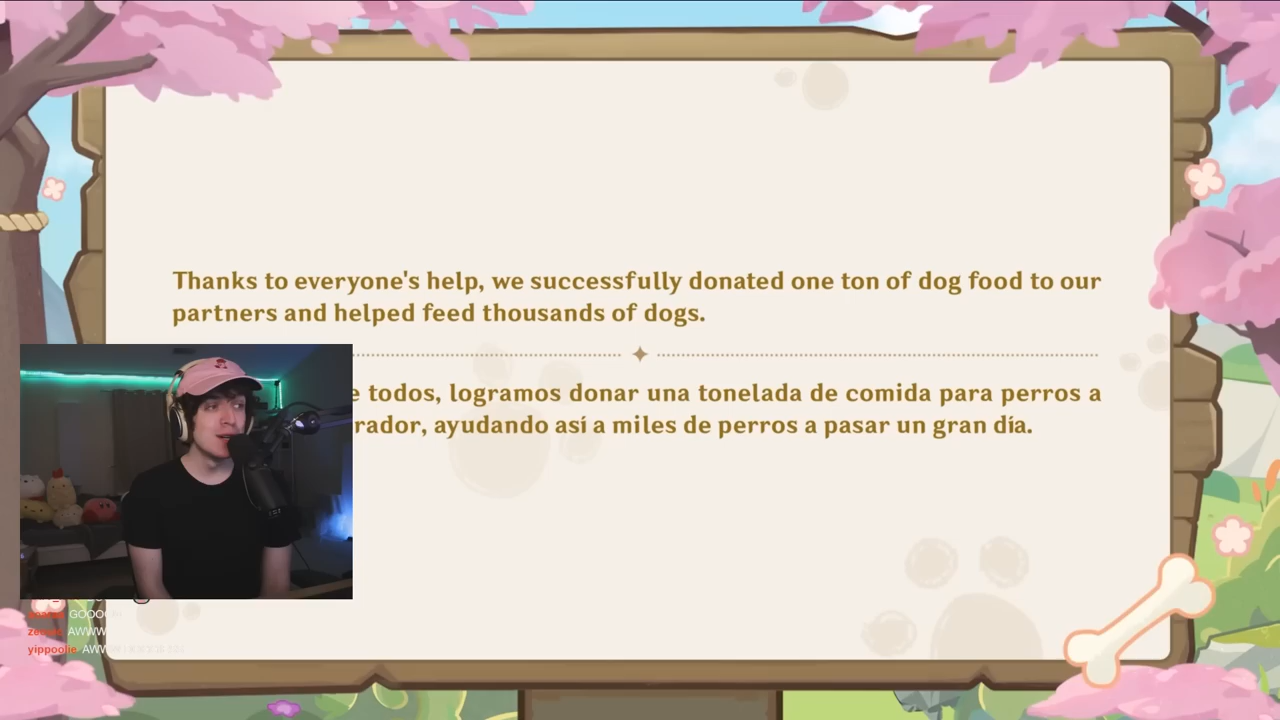 Thanks to everyone's help, we successfully donated one ton of dog food to our
partners and helped feed thousands of dogs.
e todos, logramos donar una tonelada de comida para perros a
rador, ayudando así a miles de perros a pasar un gran día.
GOOO
AWWW
yippoolie AWW